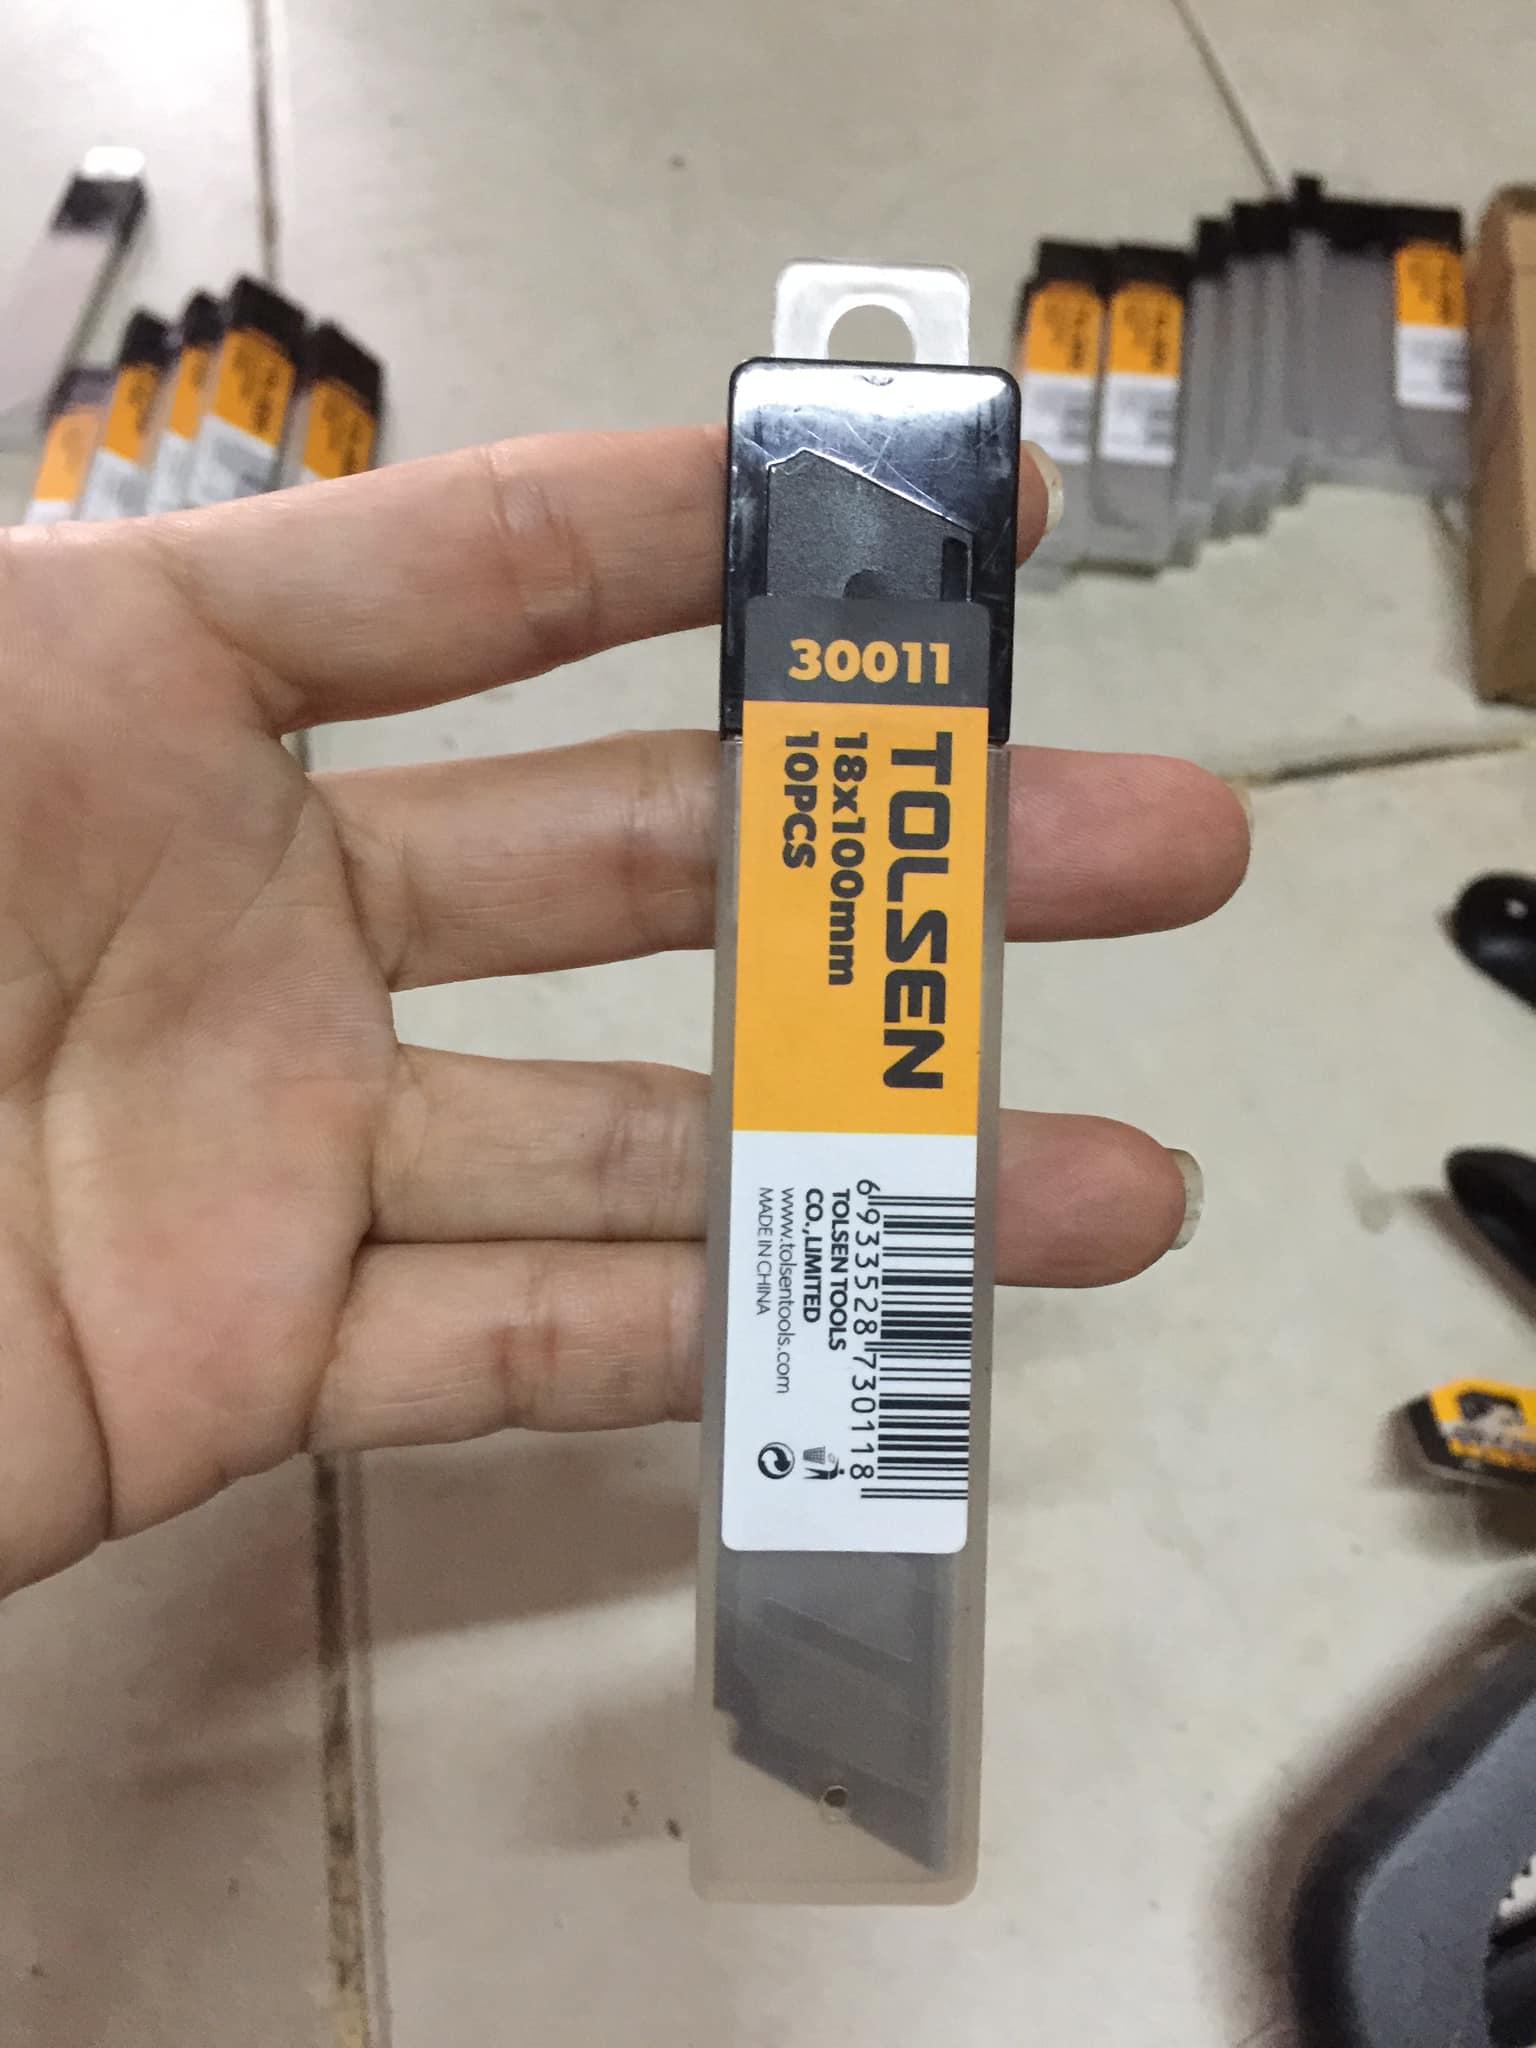 30011
TOLSEN
18x100mm
10PCS
6 933528 730118
TOLSEN TOOLS
CO., LIMITED
www.tolsentools.com
MADE IN CHINA